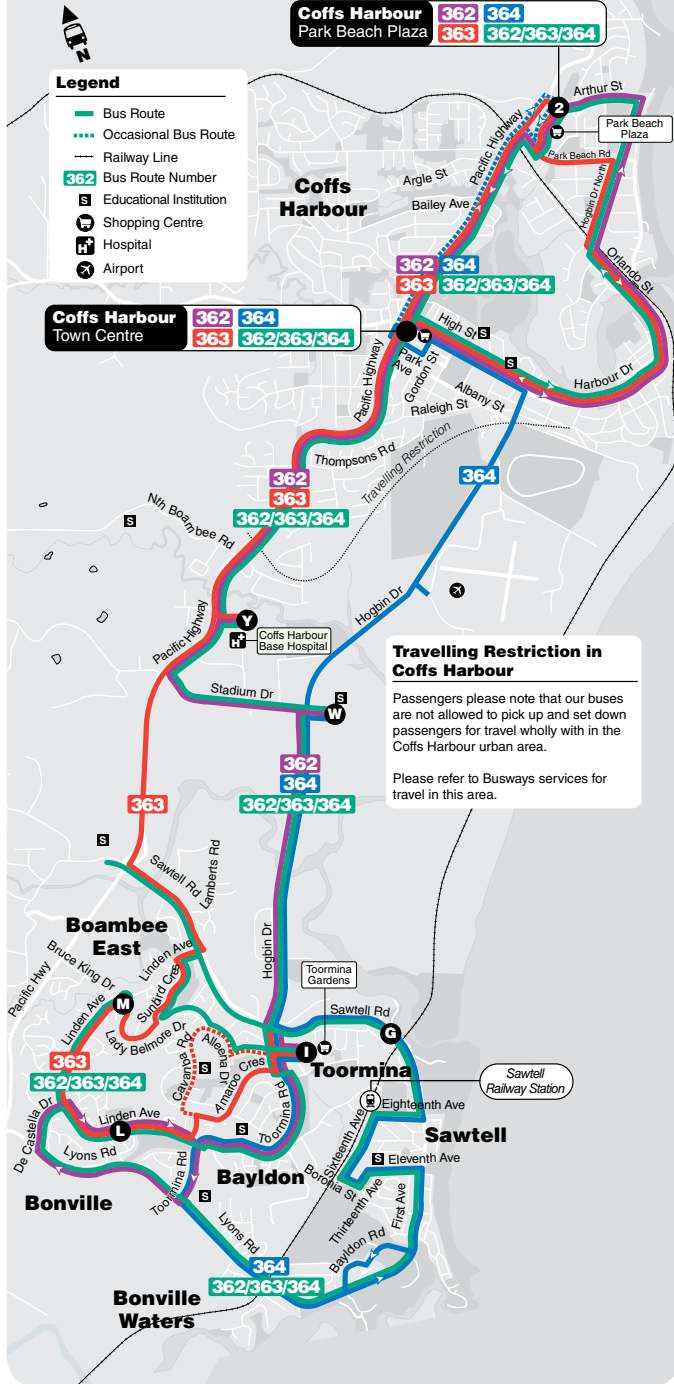 Coffs Harbour 362 364
Park Beach Plaza 363 362/363/364
N
Legend
Bus Route
Occasional Bus Route
Railway Line
362 Bus Route Number
S Educational Institution
Shopping Centre
H Hospital
Airport
2
Arthur St
Park Beach
Plaza
Park Beach Rd
Pacific Highway
Argle St
Bailey Ave
Coffs
Harbour
Hogbin Dr North
Orlando St
362 364
363 362/363/364
Coffs Harbour 362 364
Town Centre 363 362/363/364
High St S
S
Park
Ave
Gordon St
Harbour Dr
Albany St
Raleigh St
Pacific Highway
Thompsons Rd
Travelling Restriction
362
363
362/363/364
364
Nth Boambee Rd
S
Hogbin Dr
Y
H
Coffs Harbour
Base Hospital
Pacific Highway
Stadium Dr
S
W
Travelling Restriction in
Coffs Harbour
Passengers please note that our buses
are not allowed to pick up and set down
passengers for travel wholly with in the
Coffs Harbour urban area.
Please refer to Busways services for
travel in this area.
362
364
362/363/364
363
S
Sawtell Rd
Lamberts Rd
Boambee
East
Hogbin Dr
Linden Ave
Bruce King Dr
Pacific Hwy
Sunbird Cres
Toormina
Gardens
Sawtell Rd
M
G
Linden Ave
Lady Belmore Dr
Cavanba Rd
Alleena Dr
S
Amaroo Cres
I
Toormina
363
362/363/364
Sawtell
Railway Station
De Castella Dr
Linden Ave
L
S
Toormina Rd
Eighteenth Ave
Sixteenth Ave
Sawtell
Lyons Rd
Toormina Rd
Bayldon
S
Eleventh Ave
Boronia St
Bonville
S
Thirteenth Ave
First Ave
Lyons Rd
Bayldon Rd
364
362/363/364
Bonville
Waters